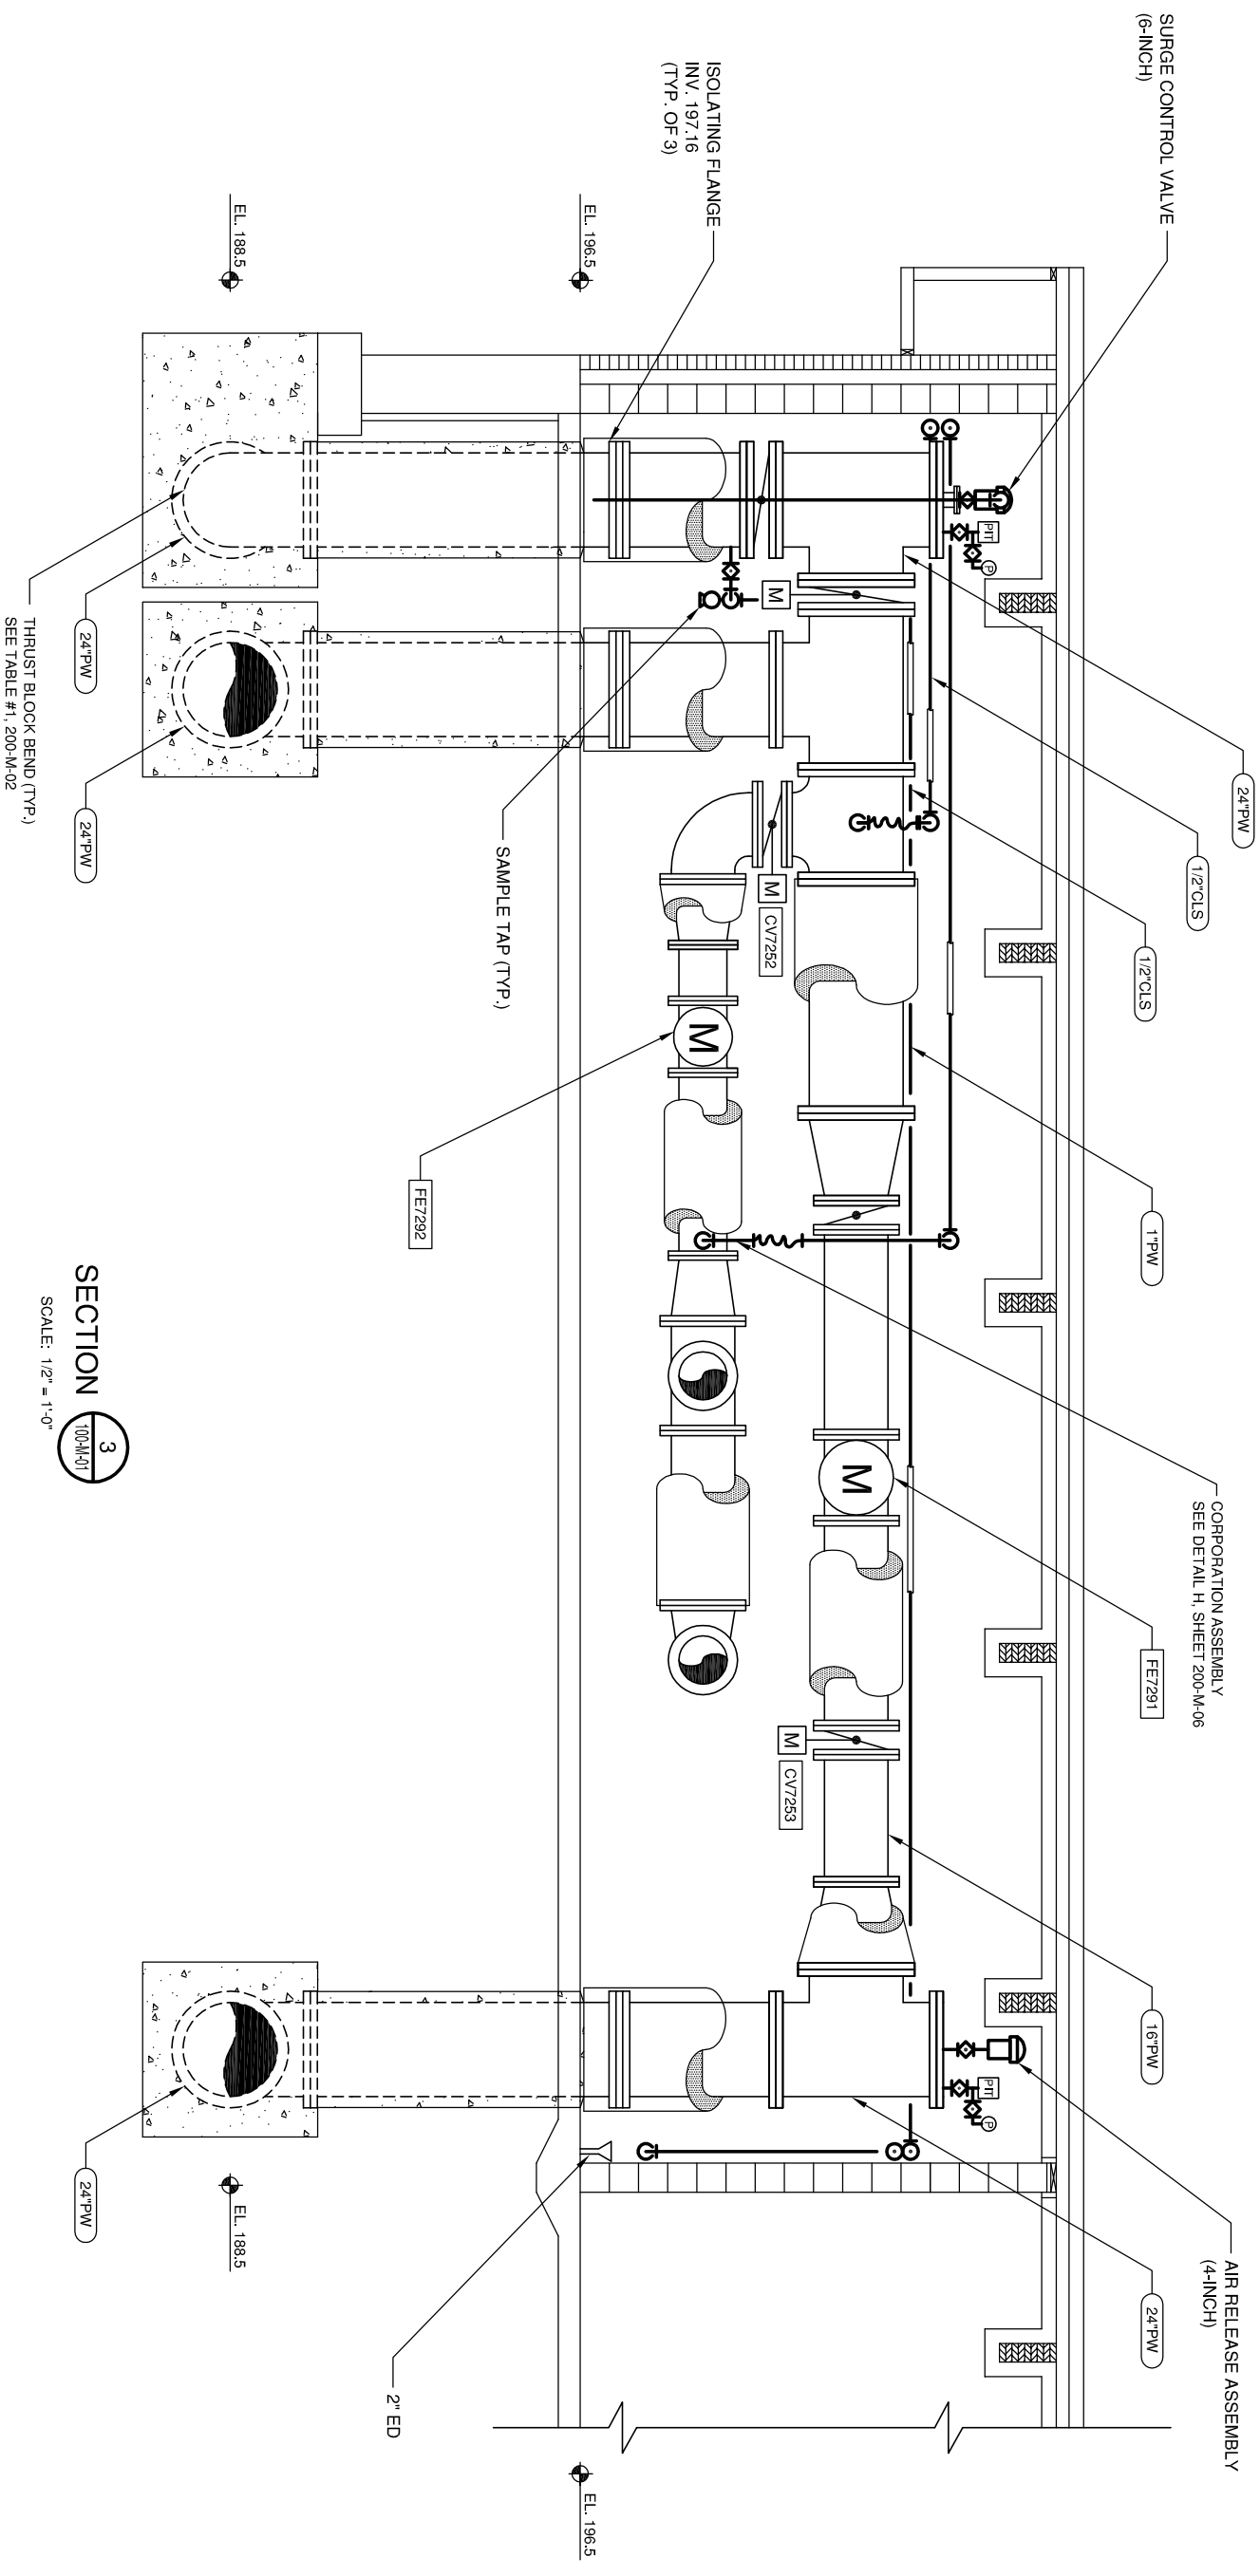 SURGE CONTROL VALVE
(6-INCH)
24"PW
1/2"CLS
1/2"CLS
1"PW
CORPORATION ASSEMBLY
SEE DETAIL H, SHEET 200-M-06
FE7291
16"PW
AIR RELEASE ASSEMBLY
(4-INCH)
24"PW
ISOLATING FLANGE
INV. 197.16
(TYP. OF 3)
PIT
P
PIT
P
M
M
CV7252
M
M
M
CV7253
EL. 196.5
EL. 196.5
SAMPLE TAP (TYP.)
FE7292
2" ED
EL. 188.5
EL. 188.5
24"PW
24"PW
24"PW
THRUST BLOCK BEND (TYP.)
SEE TABLE #1, 200-M-02
SECTION
3
100-M-01
SCALE: 1/2" = 1'-0"